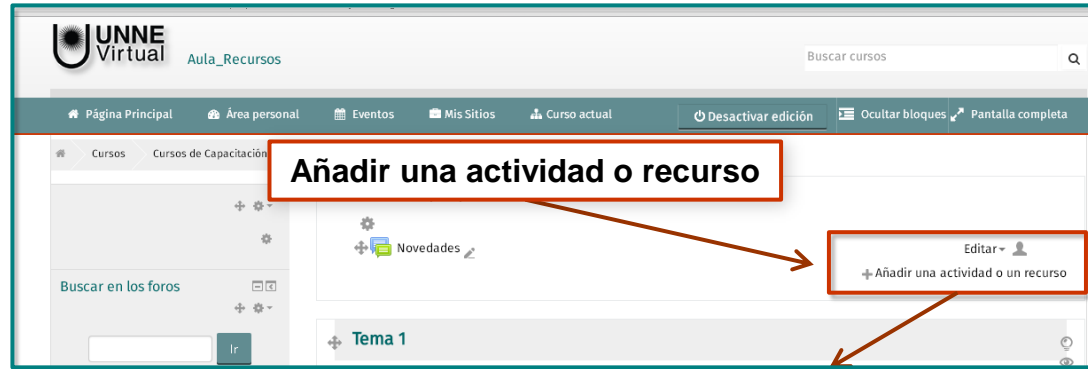 UNNE
Virtual
Aula_Recursos
Buscar cursos
Página Principal
Área personal
Eventos
Mis Sitios
Curso actual
Desactivar edición
Ocultar bloques
Pantalla completa
Cursos
Cursos de Capacitación
Añadir una actividad o recurso
Novedades
Editar
Añadir una actividad o un recurso
Buscar en los foros
Ir
Tema 1